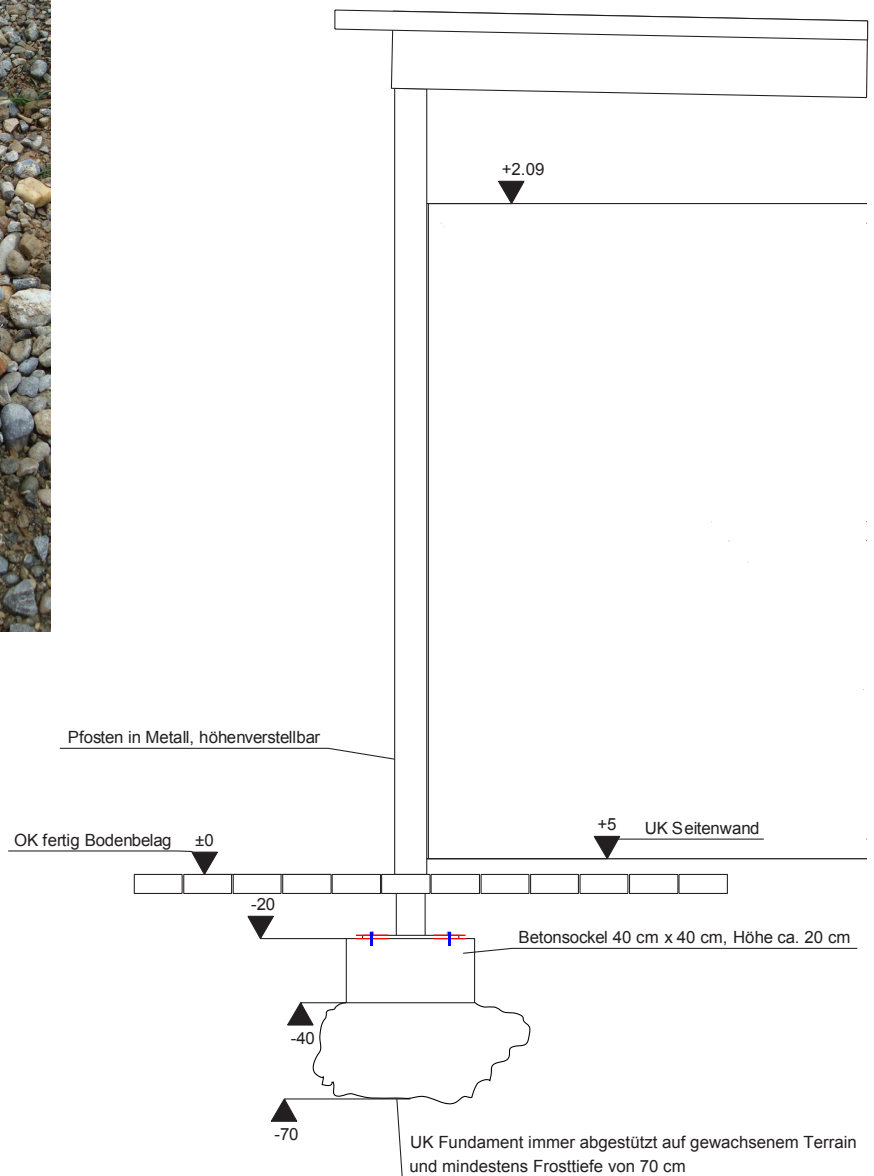 +2.09
Pfosten in Metall, höhenverstellbar
OK fertig Bodenbelag ±0
+5 UK Seitenwand
-20
Betonsockel 40 cm x 40 cm, Höhe ca. 20 cm
-40
-70
UK Fundament immer abgestützt auf gewachsenem Terrain
und mindestens Frosttiefe von 70 cm